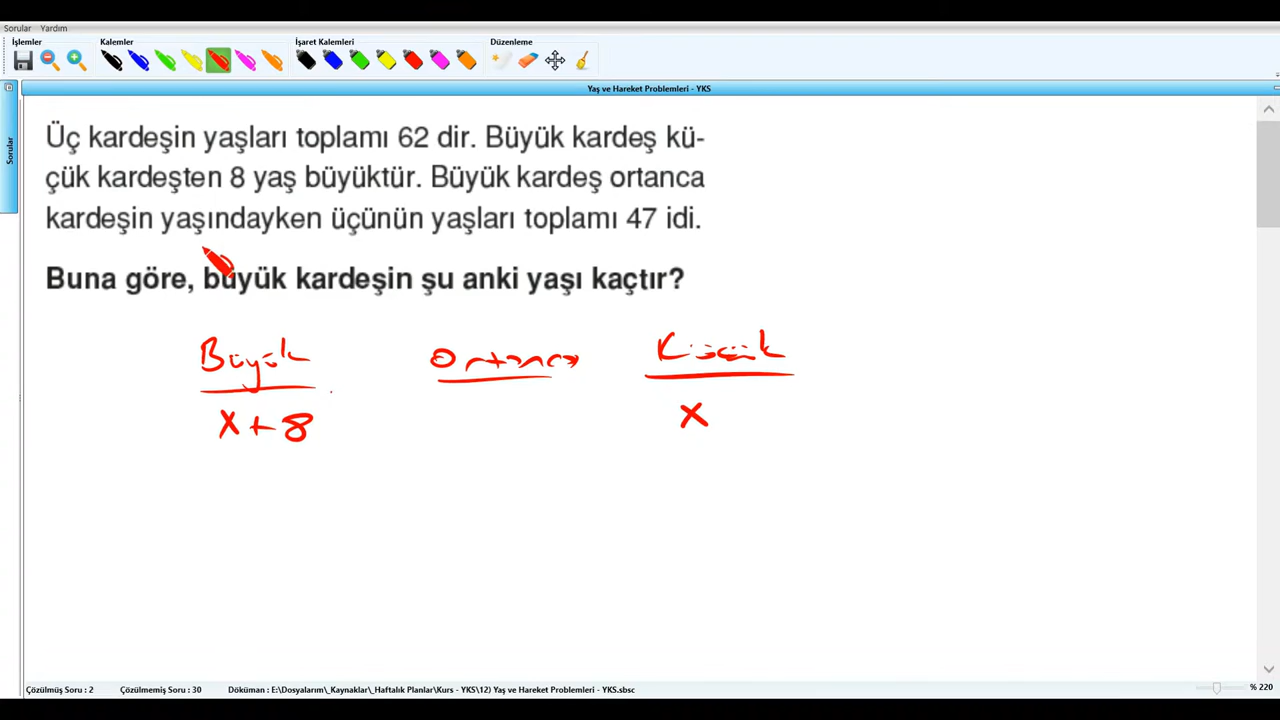 Sorular Yardım
İşlemler Kalemler İşaret Kalemleri Düzenleme
Yaş ve Hareket Problemleri - YKS
Sorular
Üç kardeşin yaşları toplamı 62 dir. Büyük kardeş kü-
çük kardeşten 8 yaş büyüktür. Büyük kardeş ortanca
kardeşin yaşındayken üçünün yaşları toplamı 47 idi.
Buna göre, büyük kardeşin şu anki yaşı kaçtır?
Büyük Ortanca Küçük
x+8 x
Çözülmüş Soru : 2 Çözülmemiş Soru : 30 Döküman : E:\Dosyalarım\_Kaynaklar\_Haftalık Planlar\Kurs - YKS\12) Yaş ve Hareket Problemleri - YKS.sbsc % 220